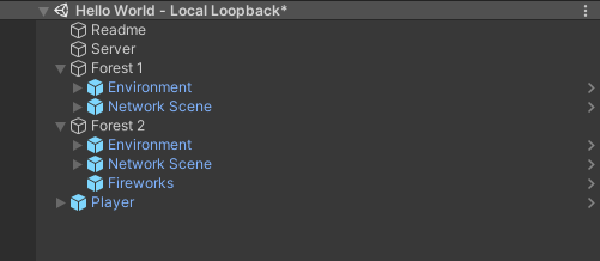 Hello World - Local Loopback*
Readme
Server
Forest 1
Environment
Network Scene
Forest 2
Environment
Network Scene
Fireworks
Player